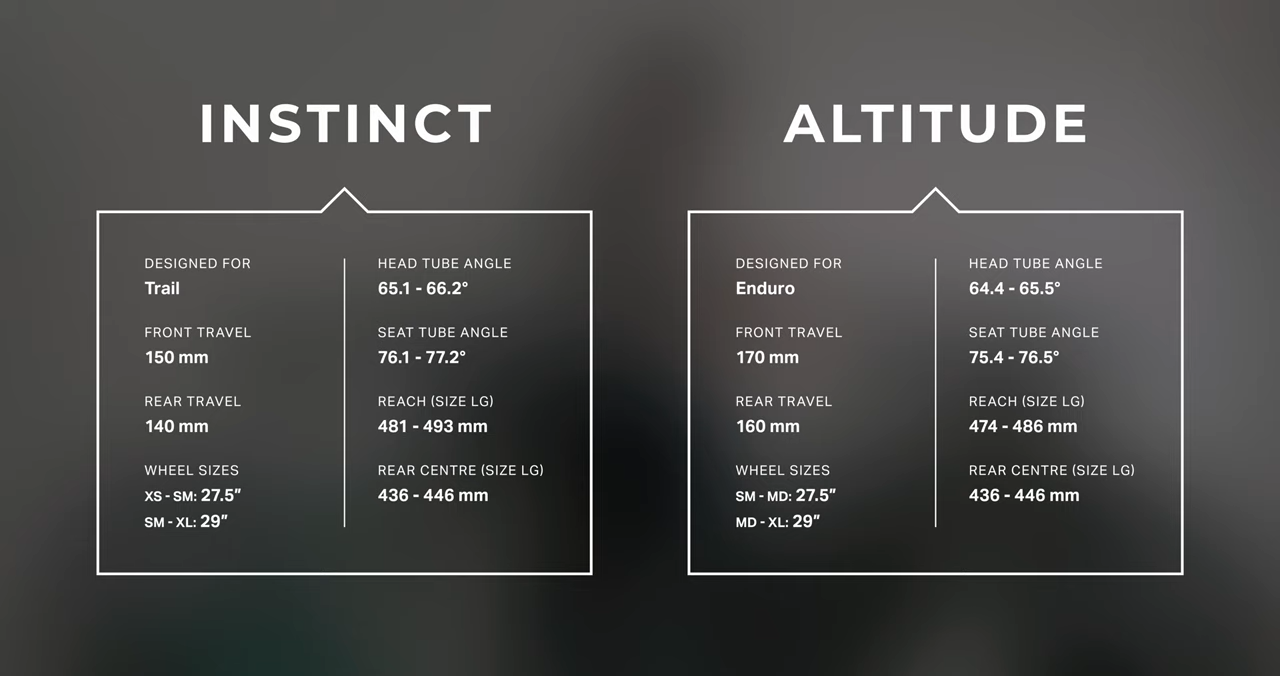 INSTINCT
DESIGNED FOR
Trail
FRONT TRAVEL
150 mm
REAR TRAVEL
140 mm
WHEEL SIZES
XS - SM: 27.5″
SM - XL: 29″
HEAD TUBE ANGLE
65.1 - 66.2°
SEAT TUBE ANGLE
76.1 - 77.2°
REACH (SIZE LG)
481 - 493 mm
REAR CENTRE (SIZE LG)
436 - 446 mm
ALTITUDE
DESIGNED FOR
Enduro
FRONT TRAVEL
170 mm
REAR TRAVEL
160 mm
WHEEL SIZES
SM - MD: 27.5″
MD - XL: 29″
HEAD TUBE ANGLE
64.4 - 65.5°
SEAT TUBE ANGLE
75.4 - 76.5°
REACH (SIZE LG)
474 - 486 mm
REAR CENTRE (SIZE LG)
436 - 446 mm